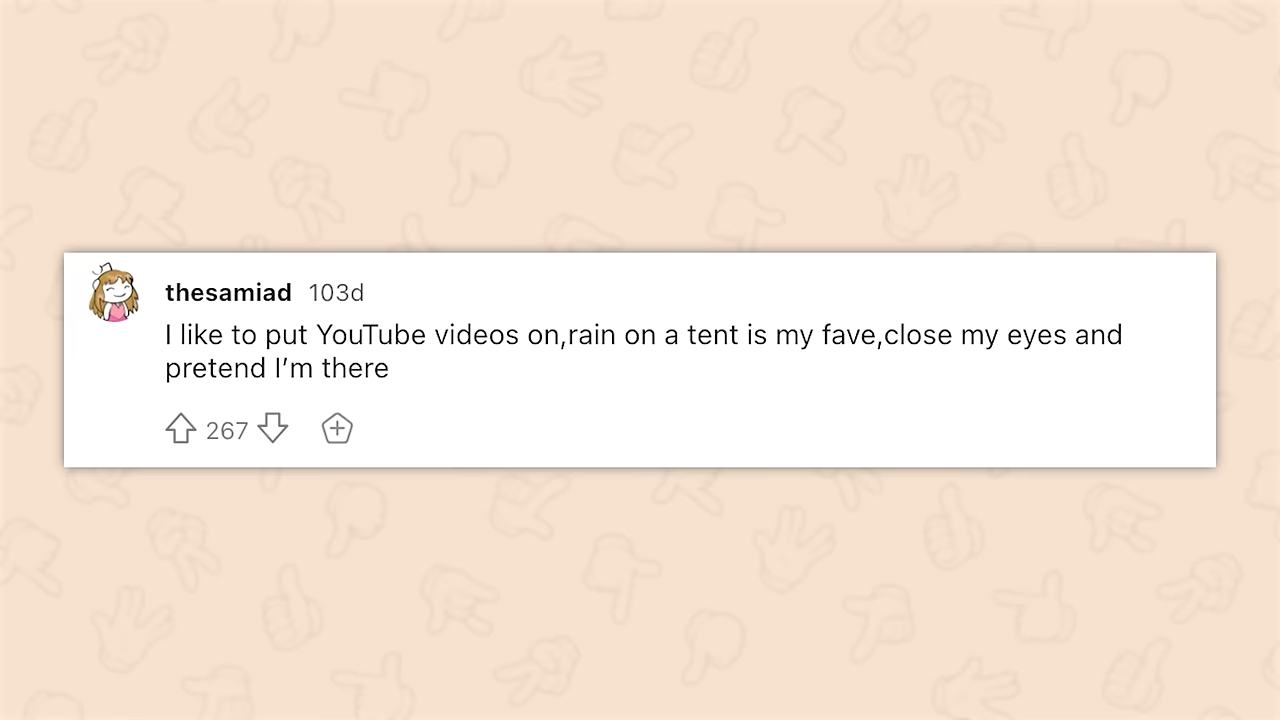 thesamiad 103d
I like to put YouTube videos on,rain on a tent is my fave,close my eyes and
pretend I’m there
267